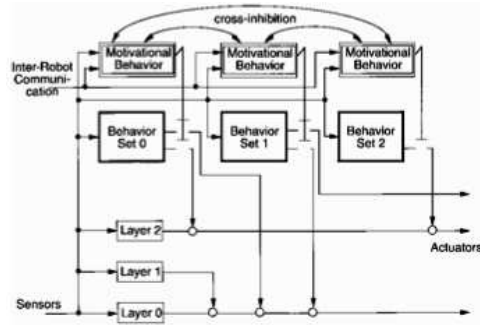 cross-inhibition
Motivational
Behavior
Motivational
Behavior
Motivational
Behavior
Inter-Robot
Communi-
cation
Behavior
Set 0
Behavior
Set 1
Behavior
Set 2
Layer 2
Actuators
Layer 1
Sensors
Layer 0